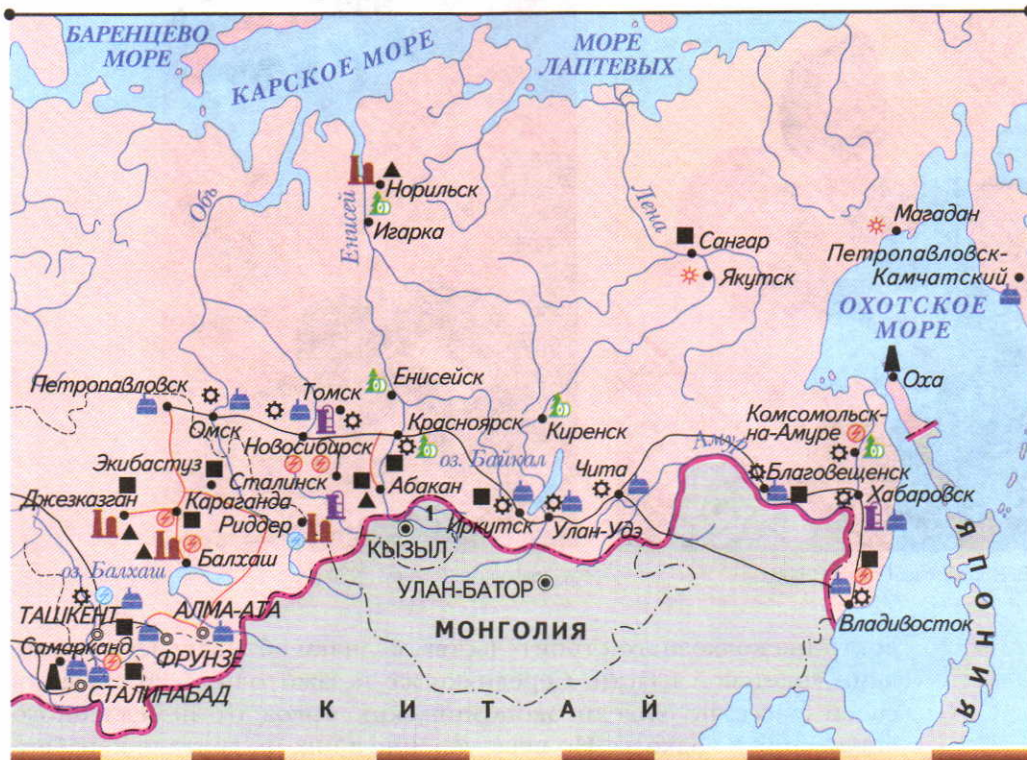 БАРЕНЦЕВО
МОРЕ
КАРСКОЕ МОРЕ
МОРЕ
ЛАПТЕВЫХ
Обь
Енисей
Норильск
Игарка
Лена
Сангар
Якутск
Магадан
Петропавловск-
Камчатский
ОХОТСКОЕ
МОРЕ
Оха
Петропавловск
Омск
Томск
Новосибирск
Енисейск
Красноярск
Киренск
Комсомольск-
на-Амуре
Амур
Благовещенск
Хабаровск
Экибастуз
Сталинск
Абакан
оз. Байкал
Чита
Джезказган
Караганда
Риддер
1
Иркутск
Улан-Удэ
КЫЗЫЛ
Балхаш
оз. Балхаш
УЛАН-БАТОР
МОНГОЛИЯ
Владивосток
ТАШКЕНТ
АЛМА-АТА
Самарканд
ФРУНЗЕ
СТАЛИНАБАД
КИТАЙ
ЯПОНИЯ